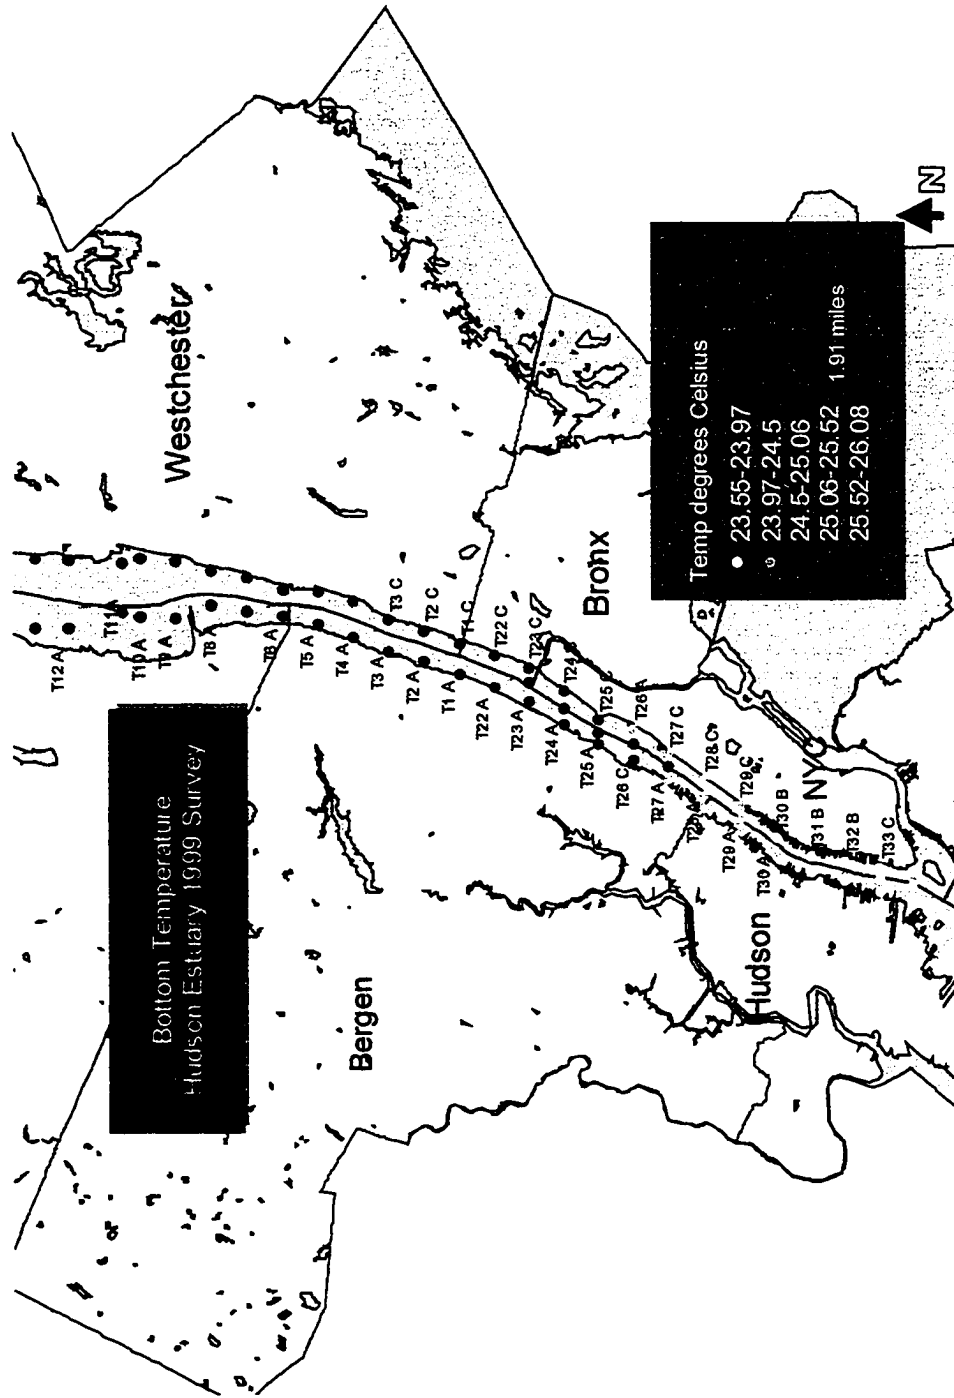 Bottom Temperature
Hudson Estuary 1999 Survey
Westchester
Bergen
Bronx
Hudson
NY
T12 A
T11 A
T10 A
T9 A
T8 A
T6 A
T5 A
T4 A
T3 A
T2 A
T1 A
T22 A
T23 A
T24 A
T25 A
T26 C
T27 A
T29 A
T30 A
T3 C
T2 C
T1 C
T22 C
T23 C
T24
T25 C
T26 A
T27 C
T28 C
T29 C
T30 B
T31 B
T32 B
T33 C
Temp degrees Celsius
23.55-23.97
23.97-24.5
24.5-25.06
25.06-25.52
25.52-26.08
1.91 miles
N